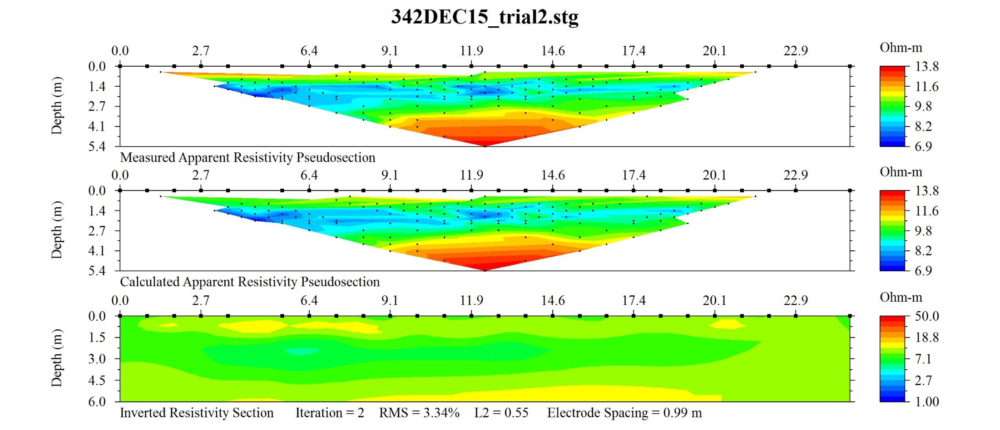 342DEC15_trial2.stg
0.0 2.7 6.4 9.1 11.9 14.6 17.4 20.1 22.9
Ohm-m
Depth (m)
0.0
1.4
2.7
4.1
5.4
13.8
11.6
9.8
8.2
6.9
Measured Apparent Resistivity Pseudosection
0.0 2.7 6.4 9.1 11.9 14.6 17.4 20.1 22.9
Ohm-m
Depth (m)
0.0
1.4
2.7
4.1
5.4
13.8
11.6
9.8
8.2
6.9
Calculated Apparent Resistivity Pseudosection
0.0 2.7 6.4 9.1 11.9 14.6 17.4 20.1 22.9
Ohm-m
Depth (m)
0.0
1.5
3.0
4.5
6.0
50.0
18.8
7.1
2.7
1.00
Inverted Resistivity Section Iteration = 2 RMS = 3.34% L2 = 0.55 Electrode Spacing = 0.99 m